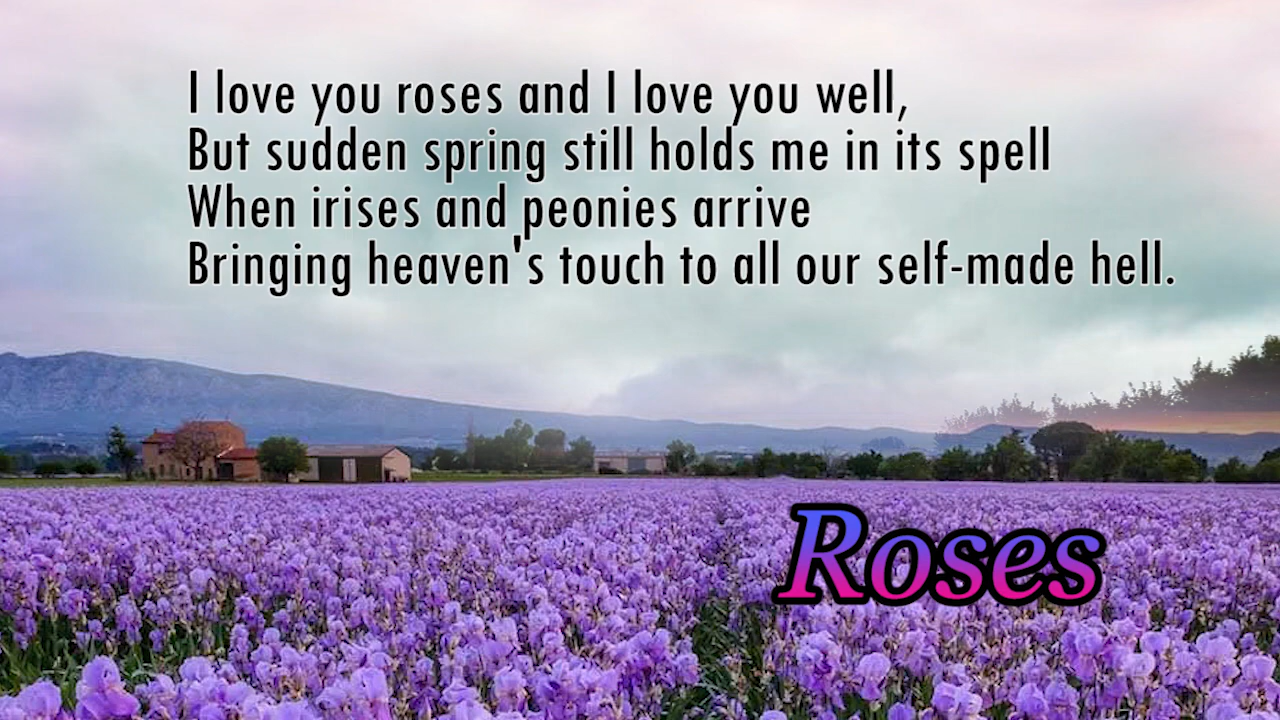 I love you roses and I love you well,
But sudden spring still holds me in its spell
When irises and peonies arrive
Bringing heaven's touch to all our self-made hell.
Roses